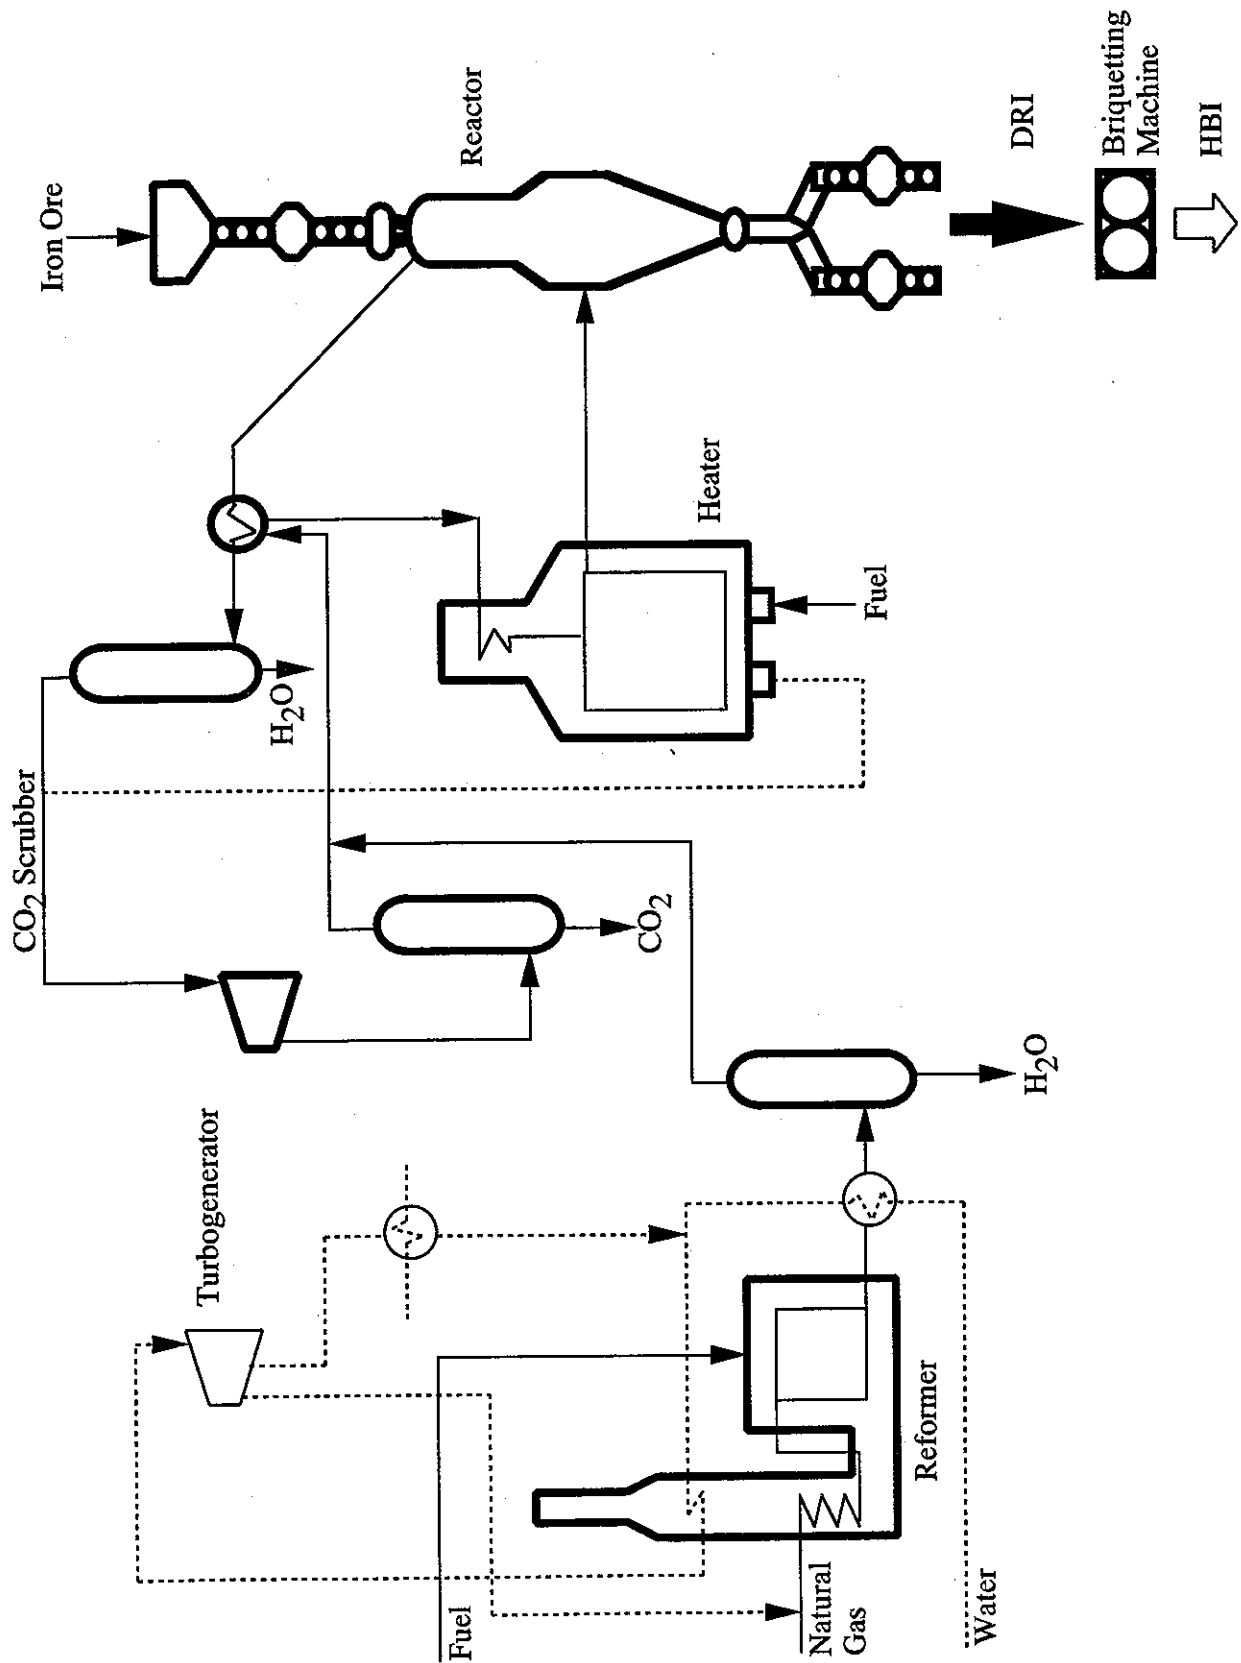 Iron Ore
Reactor
DRI
Briquetting
Machine
HBI
Heater
Fuel
H2O
CO2 Scrubber
CO2
H2O
Turbogenerator
Reformer
Fuel
Natural
Gas
Water